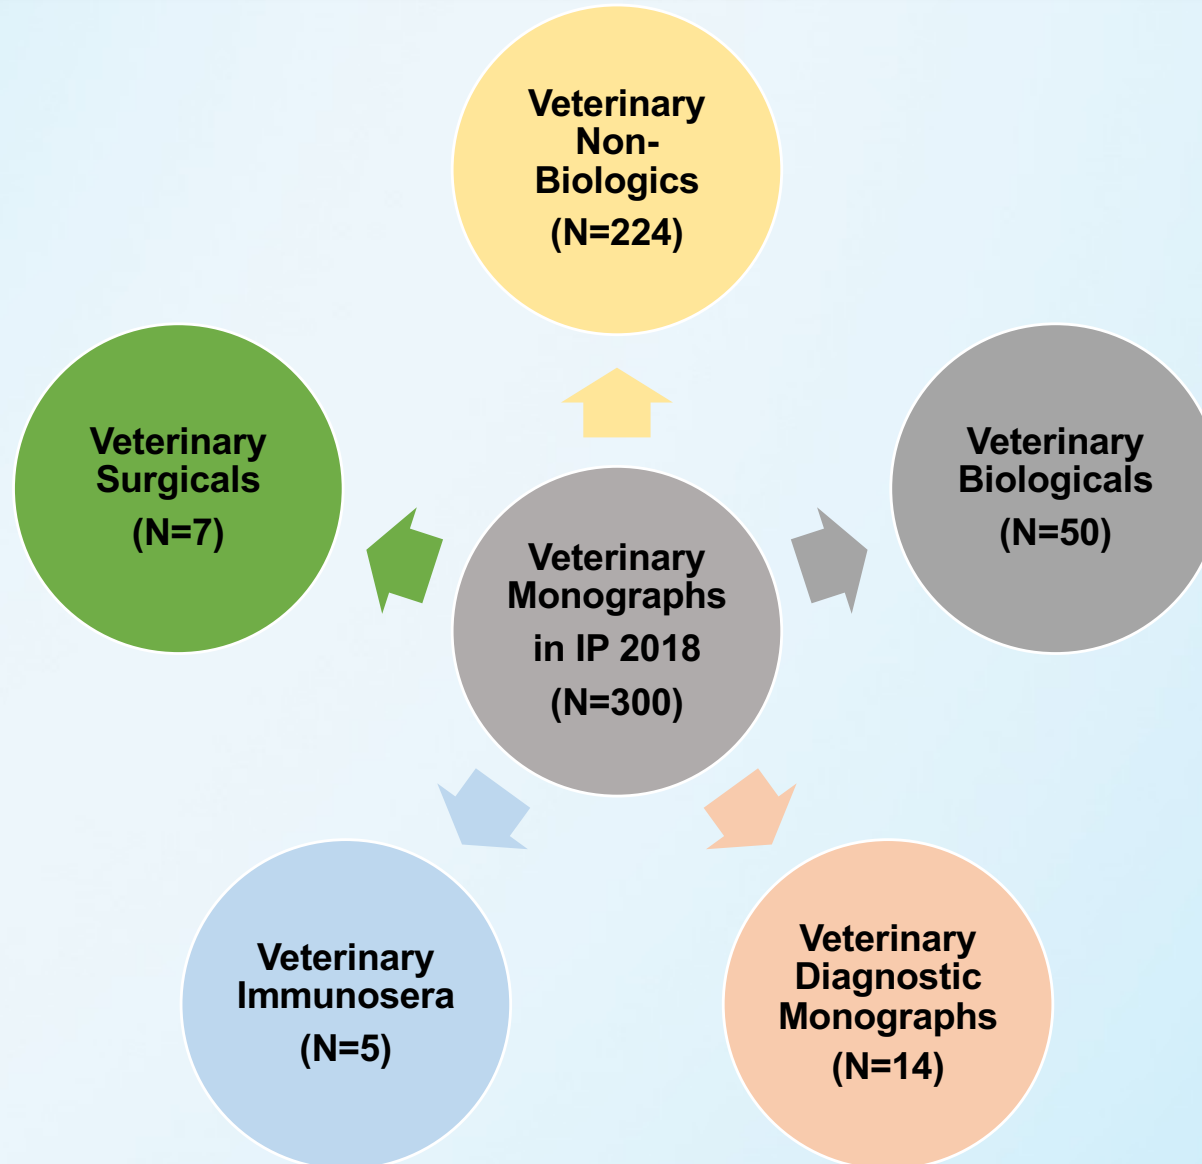 Veterinary
Non-
Biologics
(N=224)
Veterinary
Surgicals
(N=7)
Veterinary
Biologicals
(N=50)
Veterinary
Monographs
in IP 2018
(N=300)
Veterinary
Immunosera
(N=5)
Veterinary
Diagnostic
Monographs
(N=14)